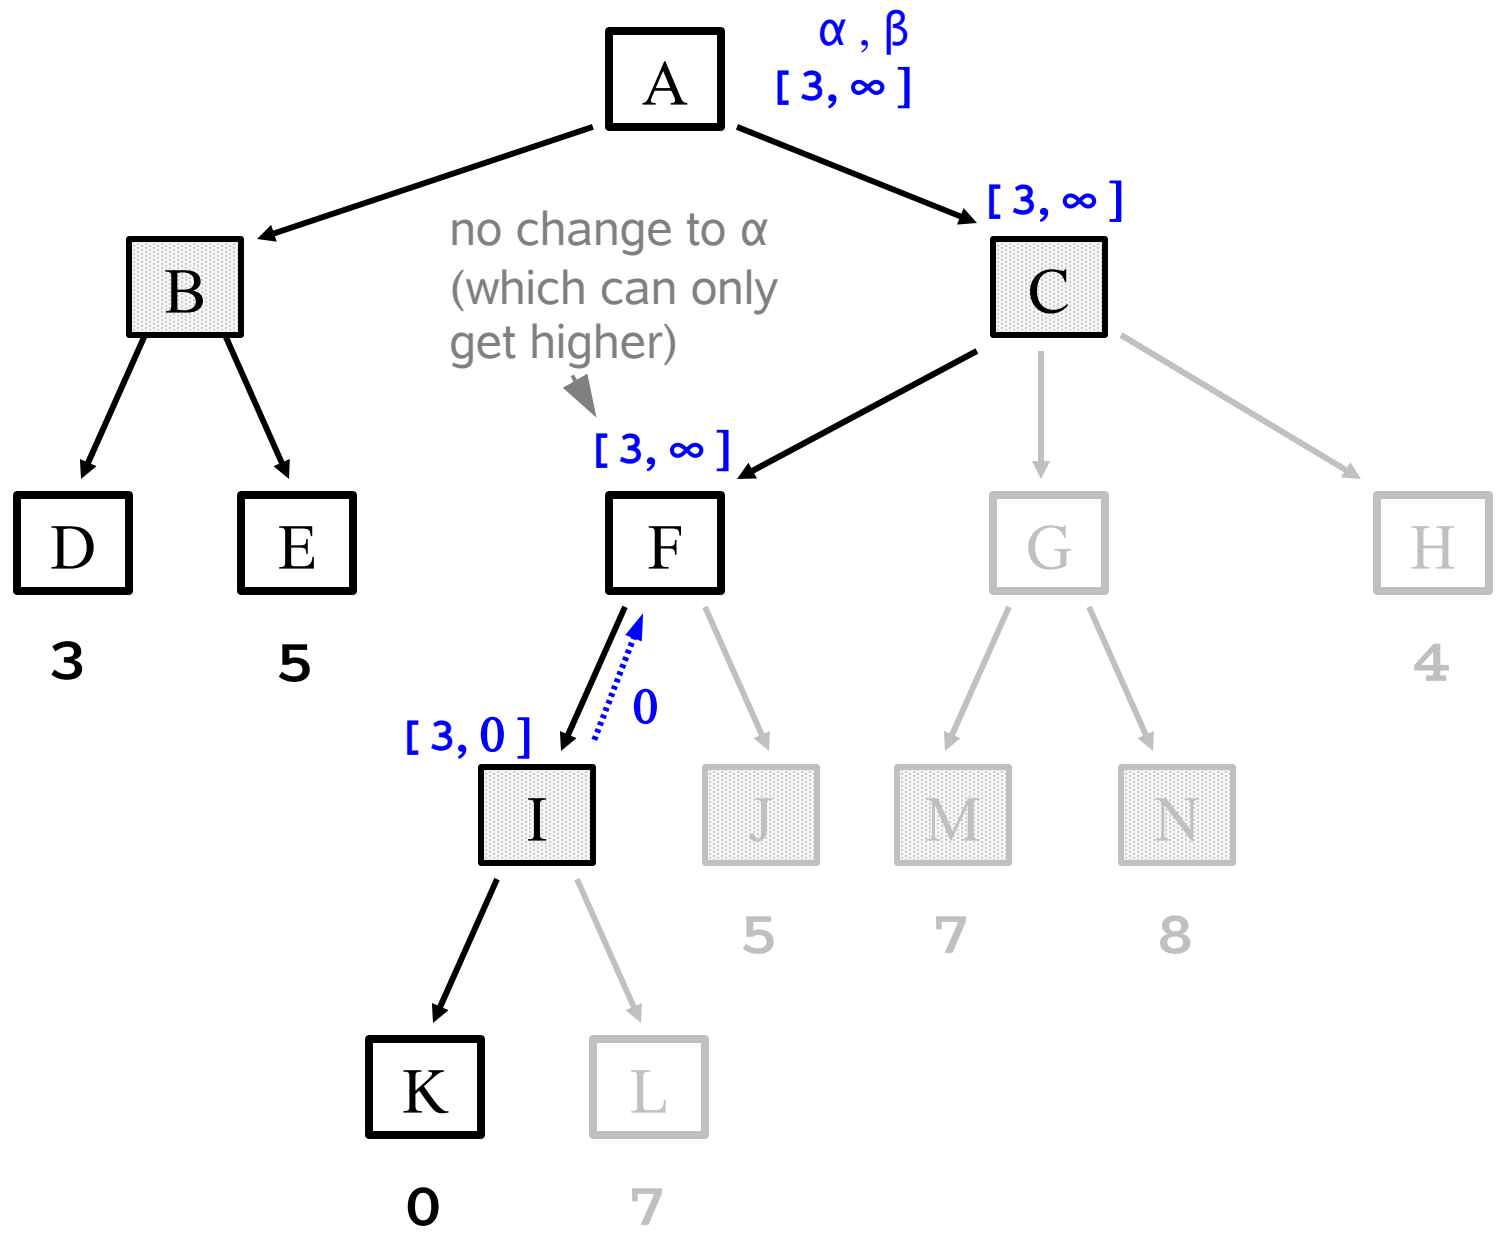 α , β
A
[ 3, ∞ ]
[ 3, ∞ ]
no change to α
(which can only
get higher)
B
C
[ 3, ∞ ]
D
E
F
G
H
3
5
4
0
[ 3, 0 ]
I
J
M
N
5
7
8
K
L
0
7